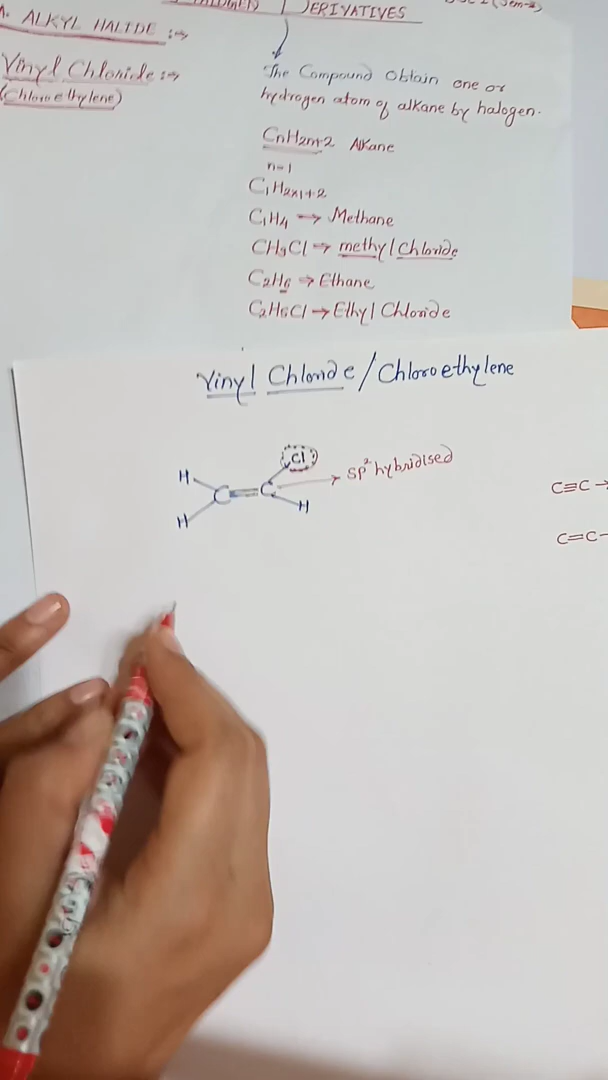 DERIVATIVES
ALKYL HALIDE :→
Vinyl Chloride :→
(Chloroethylene)
The Compound Obtain one or
hydrogen atom of alkane by halogen.
CnH2n+2 Alkane
n=1
C1H2x1+2
C1H4 → Methane
CH3Cl → methyl Chloride
C2H6 → Ethane
C2H5Cl → Ethyl Chloride
Vinyl Chloride / Chloroethylene
Cl
H
C=C
H
H
SP² hybridised
C≡C →
C=C-